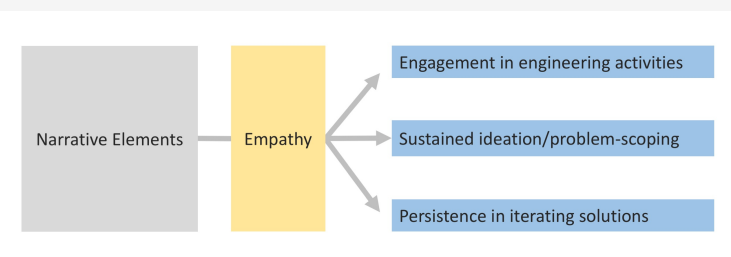 Narrative Elements
Empathy
Engagement in engineering activities
Sustained ideation/problem-scoping
Persistence in iterating solutions